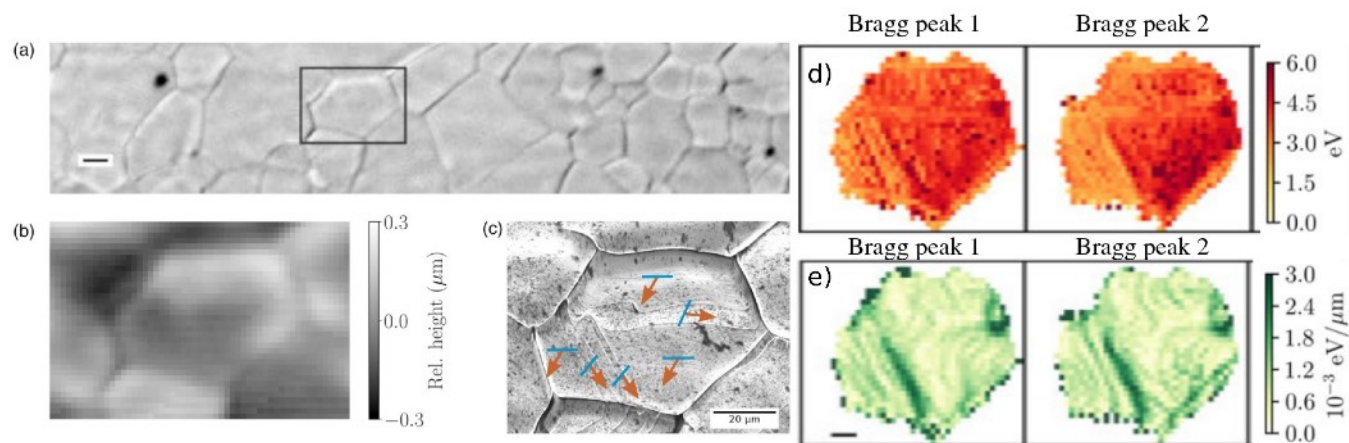 (a)
(b)
0.3
0.0
−0.3
Rel. height (μm)
(c)
20 μm
Bragg peak 1 Bragg peak 2
d)
6.0
4.5
3.0
1.5
0.0
eV
Bragg peak 1 Bragg peak 2
e)
3.0
2.4
1.8
1.2
0.6
0.0
10⁻³ eV/μm